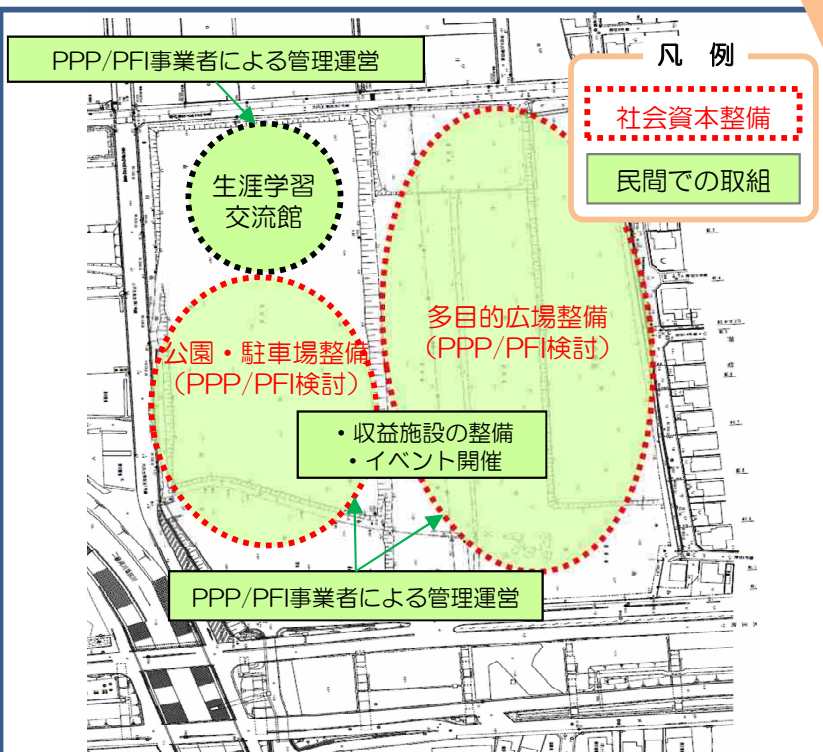 PPP/PFI事業者による管理運営
凡 例
社会資本整備
民間での取組
生涯学習
交流館
多目的広場整備
（PPP/PFI検討）
公園・駐車場整備
（PPP/PFI検討）
・収益施設の整備
・イベント開催
PPP/PFI事業者による管理運営